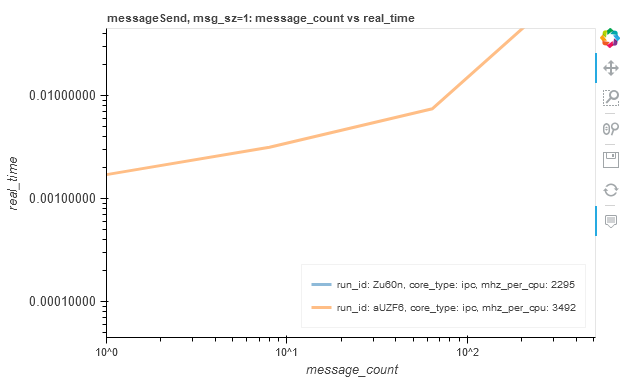 messageSend, msg_sz=1: message_count vs real_time
0.01000000
0.00100000
0.00010000
real_time
run_id: Zu60n, core_type: ipc, mhz_per_cpu: 2295
run_id: aUZF6, core_type: ipc, mhz_per_cpu: 3492
10^0 10^1 10^2
message_count